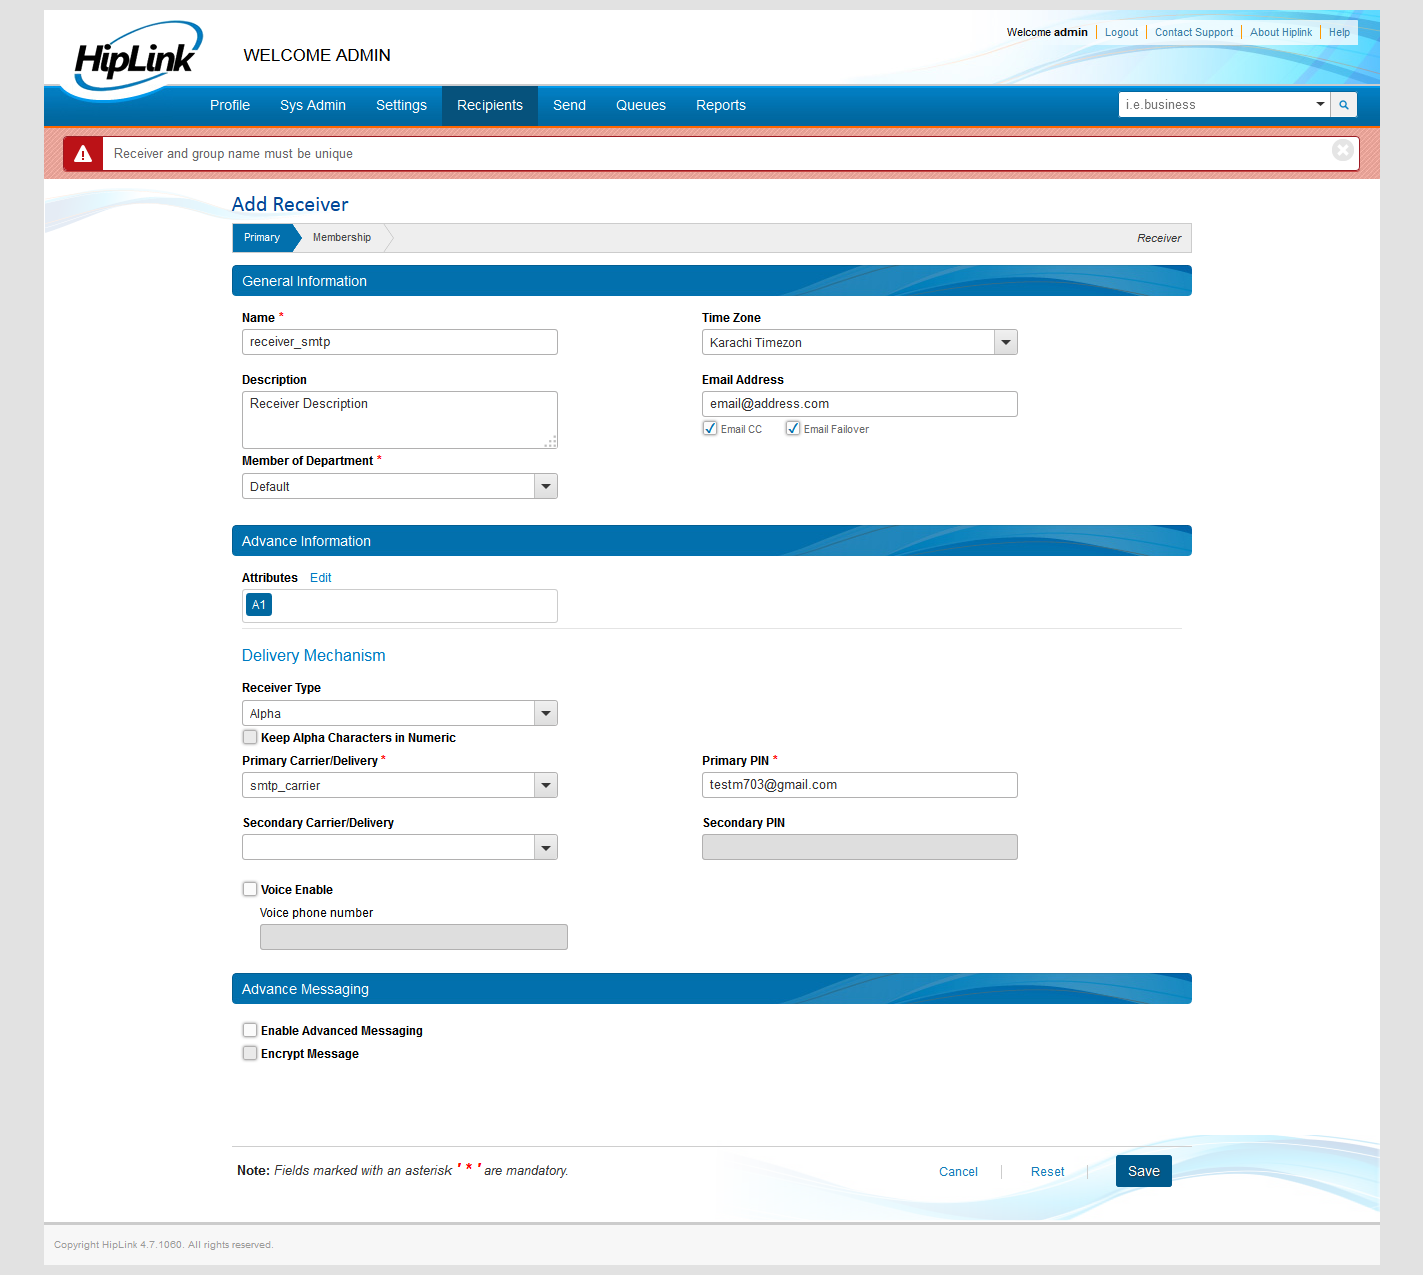 HipLink
WELCOME ADMIN
Welcome admin Logout Contact Support About Hiplink Help
Profile Sys Admin Settings Recipients Send Queues Reports i.e.business
Receiver and group name must be unique
Add Receiver
Primary Membership Receiver
General Information
Name * Time Zone
receiver_smtp Karachi Timezon
Description Email Address
Receiver Description email@address.com
Email CC Email Failover
Member of Department *
Default
Advance Information
Attributes Edit
A1
Delivery Mechanism
Receiver Type
Alpha
Keep Alpha Characters in Numeric
Primary Carrier/Delivery * Primary PIN *
smtp_carrier testm703@gmail.com
Secondary Carrier/Delivery Secondary PIN
Voice Enable
Voice phone number
Advance Messaging
Enable Advanced Messaging
Encrypt Message
Note: Fields marked with an asterisk ' * ' are mandatory. Cancel Reset Save
Copyright HipLink 4.7.1060. All rights reserved.